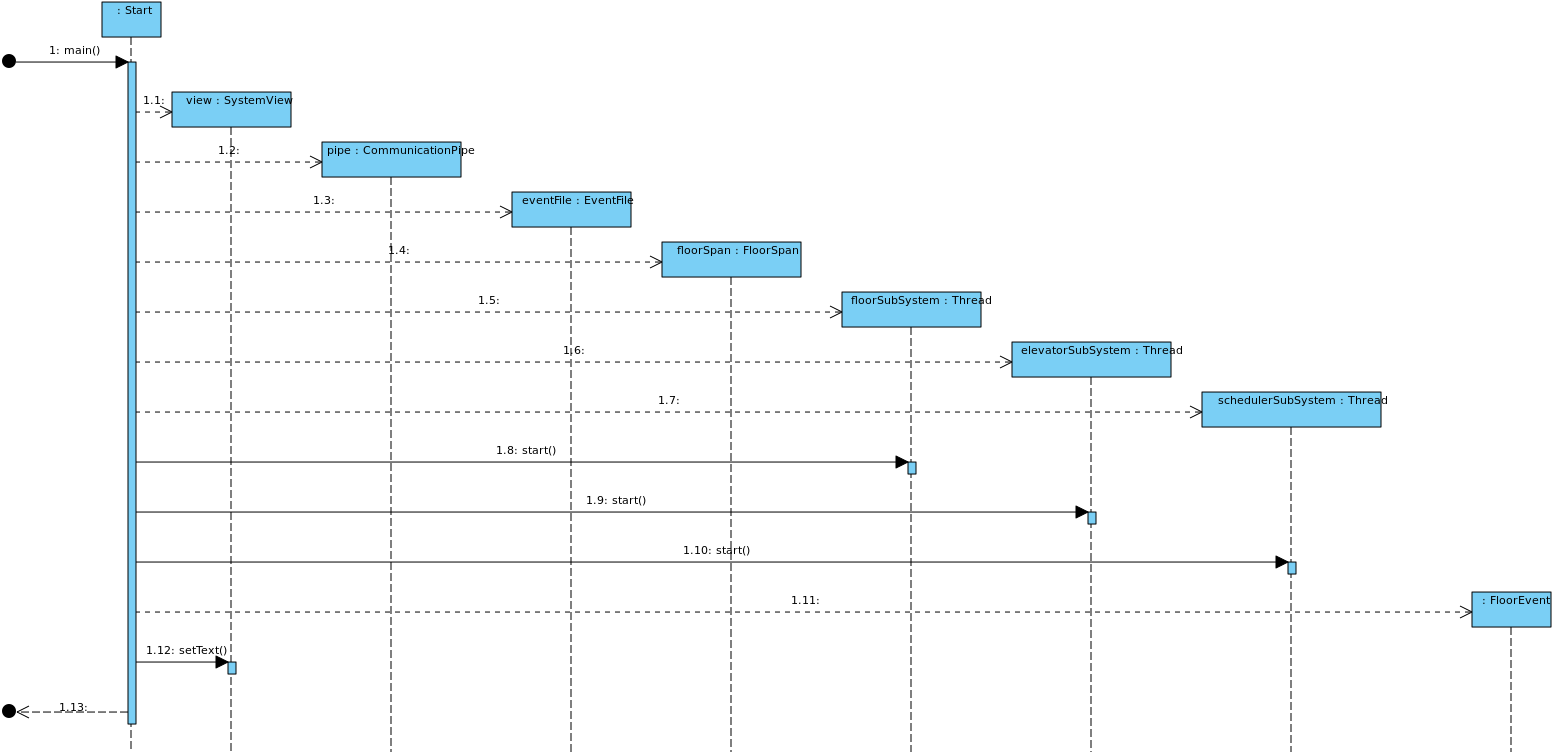 : Start
1: main()
1.1:
view : SystemView
1.2:
pipe : CommunicationPipe
1.3:
eventFile : EventFile
1.4:
floorSpan : FloorSpan
1.5:
floorSubSystem : Thread
1.6:
elevatorSubSystem : Thread
1.7:
schedulerSubSystem : Thread
1.8: start()
1.9: start()
1.10: start()
1.11:
: FloorEvent
1.12: setText()
1.13: